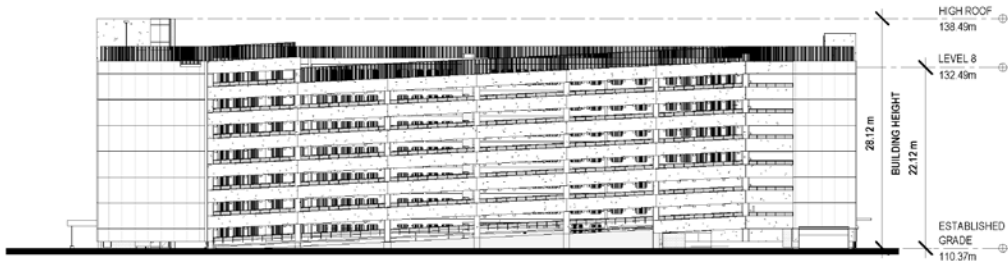 HIGH ROOF
138.49m
LEVEL 8
132.49m
28.12 m
BUILDING HEIGHT
22.12 m
ESTABLISHED
GRADE
110.37m